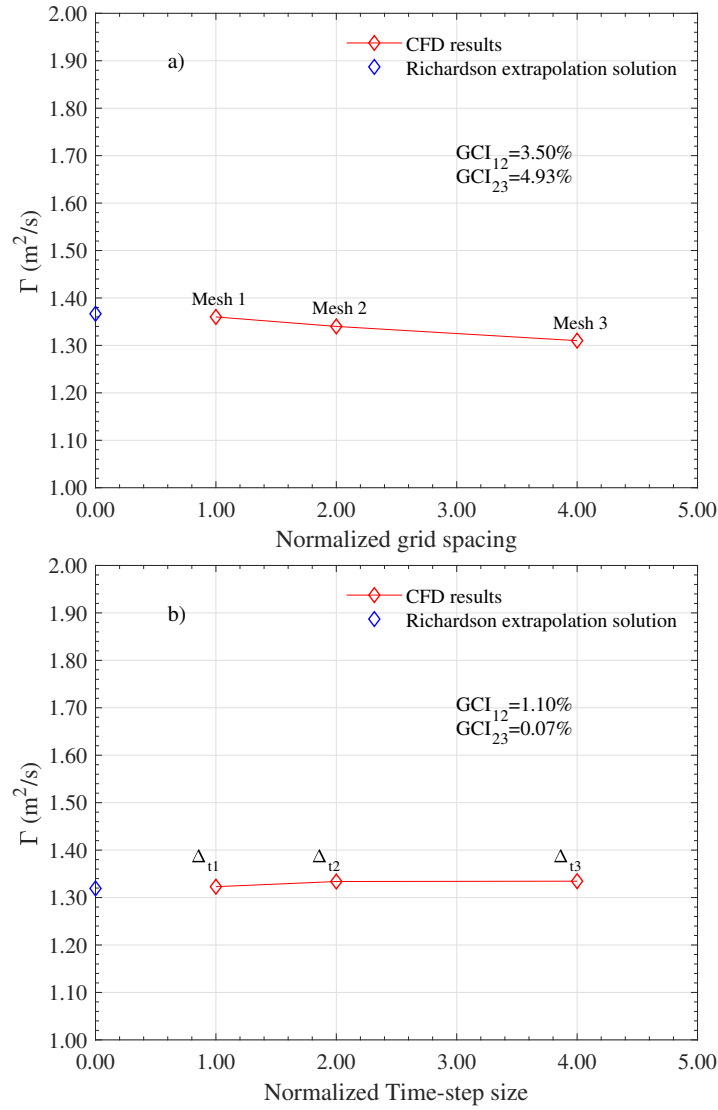 2.00
CFD results
Richardson extrapolation solution
a)
1.90
1.80
1.70
GCI12=3.50%
GCI23=4.93%
1.60
1.50
1.40
1.30
1.20
1.10
1.00
Γ (m²/s)
Mesh 1
Mesh 2
Mesh 3
0.00 1.00 2.00 3.00 4.00 5.00
Normalized grid spacing
2.00
CFD results
Richardson extrapolation solution
b)
1.90
1.80
1.70
GCI12=1.10%
GCI23=0.07%
1.60
1.50
1.40
1.30
1.20
1.10
1.00
Γ (m²/s)
Δt1 Δt2 Δt3
0.00 1.00 2.00 3.00 4.00 5.00
Normalized Time-step size